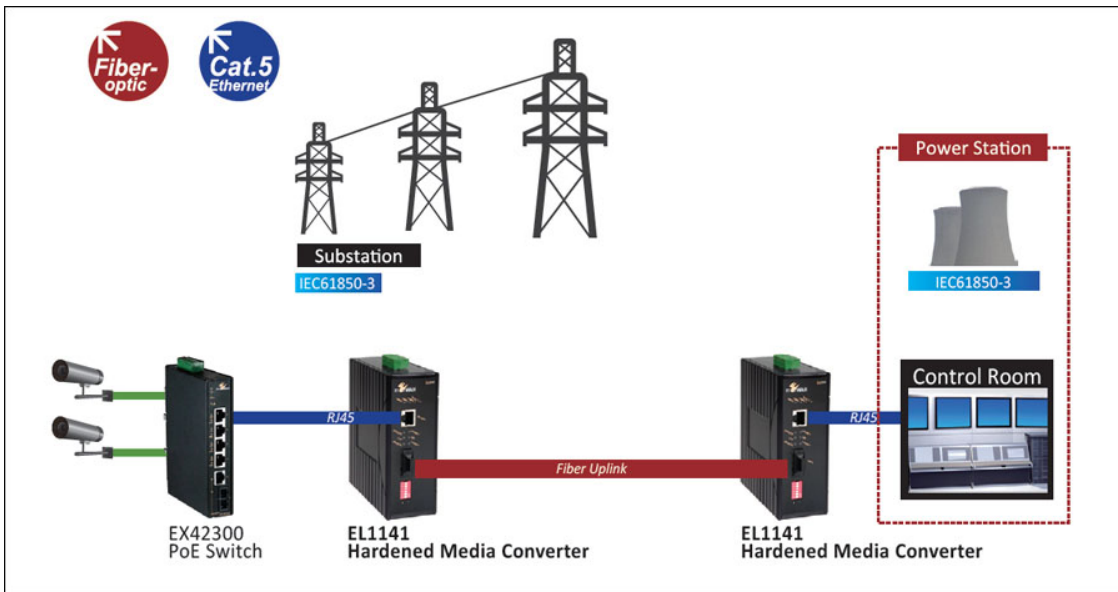 Fiber-
optic
Cat.5
Ethernet
Power Station
Substation
IEC61850-3
IEC61850-3
Control Room
RJ45
RJ45
Fiber Uplink
EX42300
PoE Switch
EL1141
Hardened Media Converter
EL1141
Hardened Media Converter